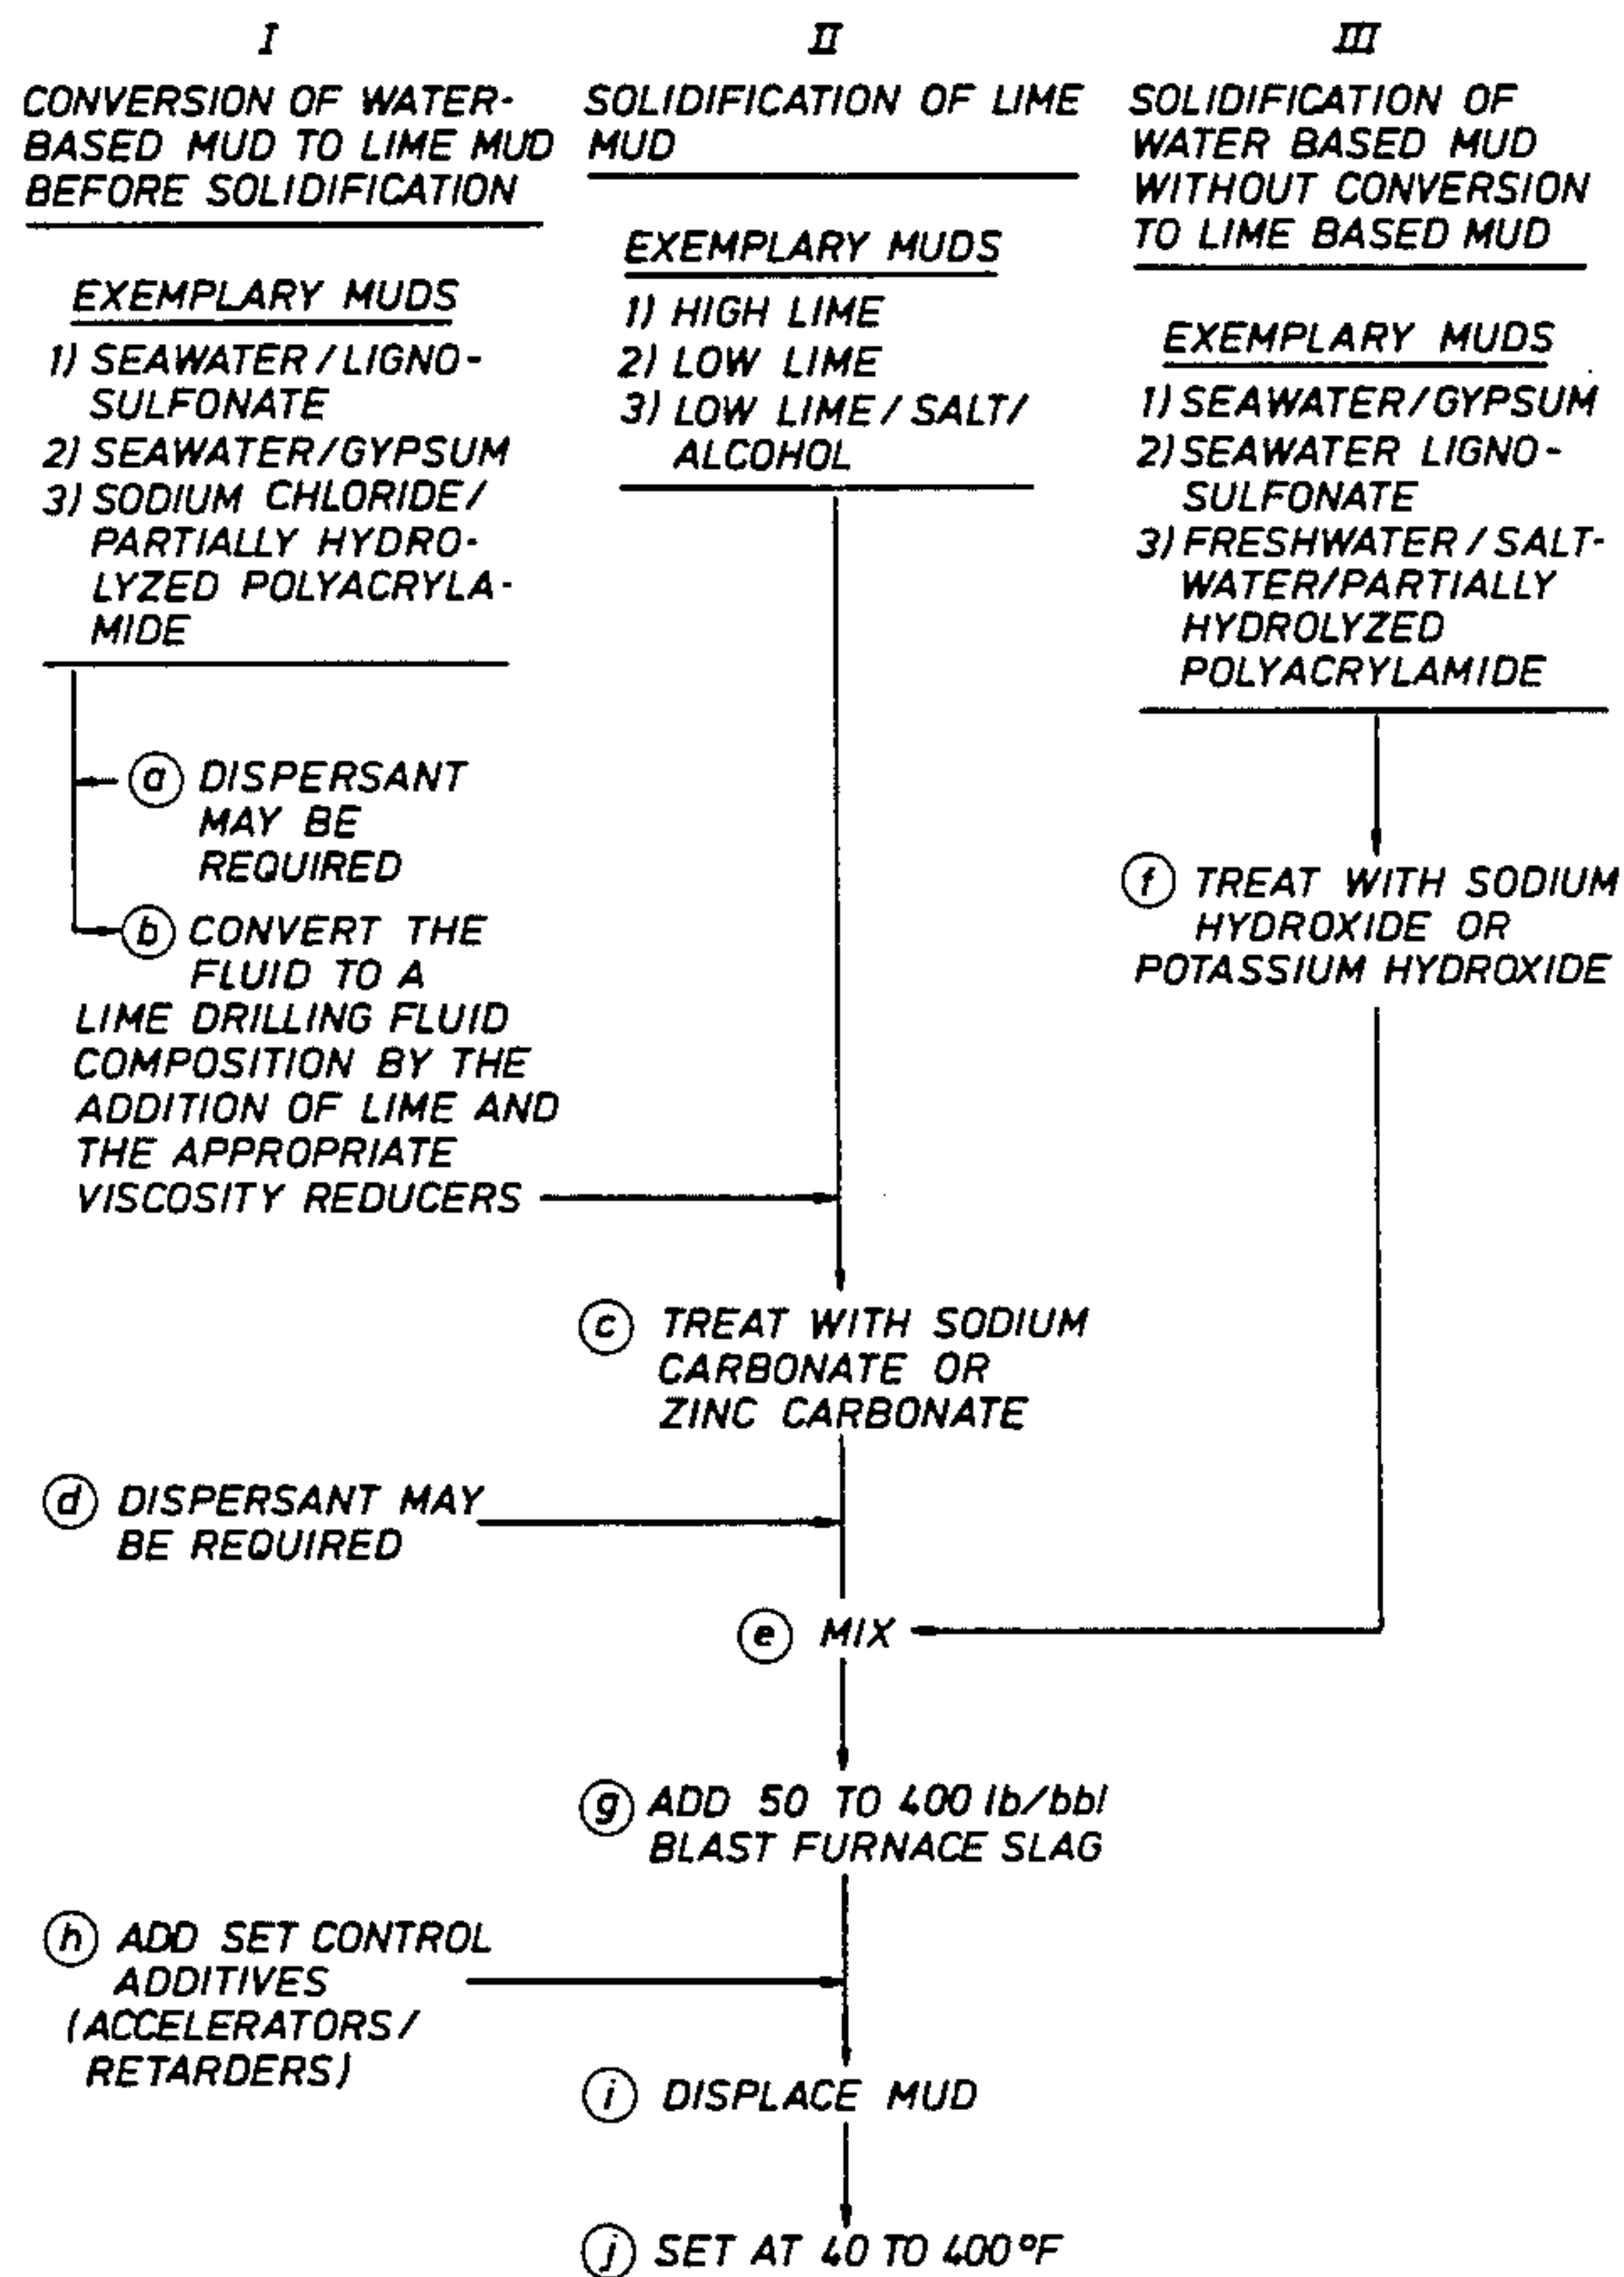 I
CONVERSION OF WATER-
BASED MUD TO LIME MUD
BEFORE SOLIDIFICATION
EXEMPLARY MUDS
1) SEAWATER/LIGNO-
SULFONATE
2) SEAWATER/GYPSUM
3) SODIUM CHLORIDE/
PARTIALLY HYDRO-
LYZED POLYACRYLA-
MIDE
II
SOLIDIFICATION OF LIME
MUD
EXEMPLARY MUDS
1) HIGH LIME
2) LOW LIME
3) LOW LIME/SALT/
ALCOHOL
III
SOLIDIFICATION OF
WATER BASED MUD
WITHOUT CONVERSION
TO LIME BASED MUD
EXEMPLARY MUDS
1) SEAWATER/GYPSUM
2) SEAWATER LIGNO-
SULFONATE
3) FRESHWATER/SALT-
WATER/PARTIALLY
HYDROLYZED
POLYACRYLAMIDE
a DISPERSANT
MAY BE
REQUIRED
b CONVERT THE
FLUID TO A
LIME DRILLING FLUID
COMPOSITION BY THE
ADDITION OF LIME AND
THE APPROPRIATE
VISCOSITY REDUCERS
f TREAT WITH SODIUM
HYDROXIDE OR
POTASSIUM HYDROXIDE
c TREAT WITH SODIUM
CARBONATE OR
ZINC CARBONATE
d DISPERSANT MAY
BE REQUIRED
e MIX
g ADD 50 TO 400 lb/bbl
BLAST FURNACE SLAG
h ADD SET CONTROL
ADDITIVES
(ACCELERATORS/
RETARDERS)
i DISPLACE MUD
j SET AT 40 TO 400°F